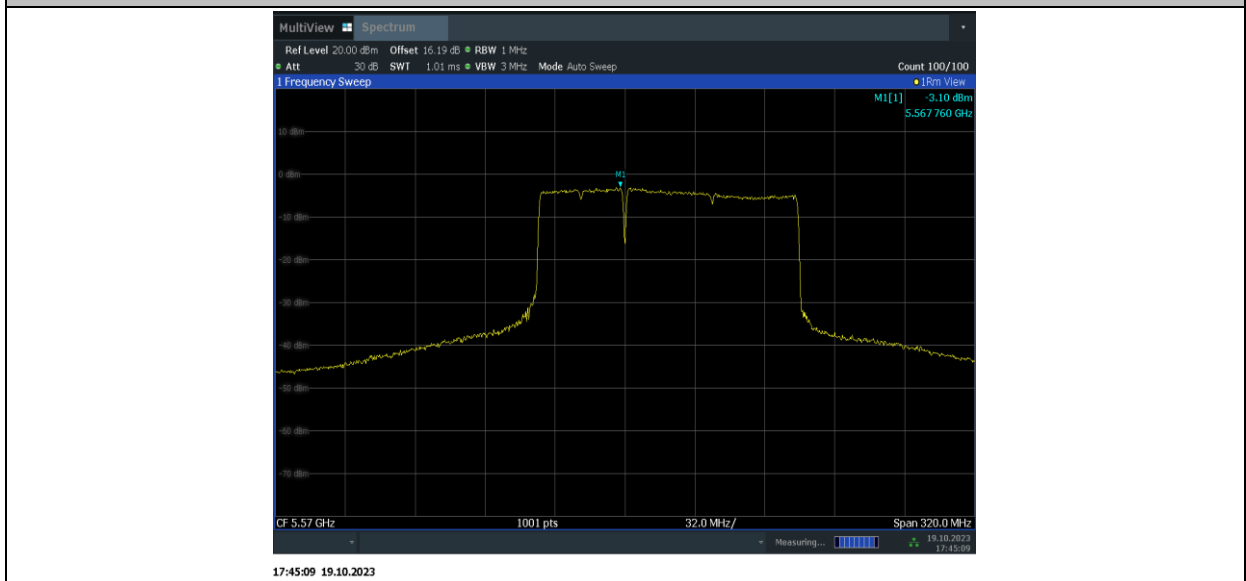 MultiView Spectrum
Ref Level 20.00 dBm Offset 16.19 dB RBW 1 MHz
Att 30 dB SWT 1.01 ms VBW 3 MHz Mode Auto Sweep Count 100/100
1 Frequency Sweep 1Rm View
M1[1] -3.10 dBm
5.567 760 GHz
10 dBm
0 dBm
M1
-10 dBm
-20 dBm
-30 dBm
-40 dBm
-50 dBm
-60 dBm
-70 dBm
CF 5.57 GHz 1001 pts 32.0 MHz/ Span 320.0 MHz
Measuring... 19.10.2023
17:45:09
17:45:09 19.10.2023